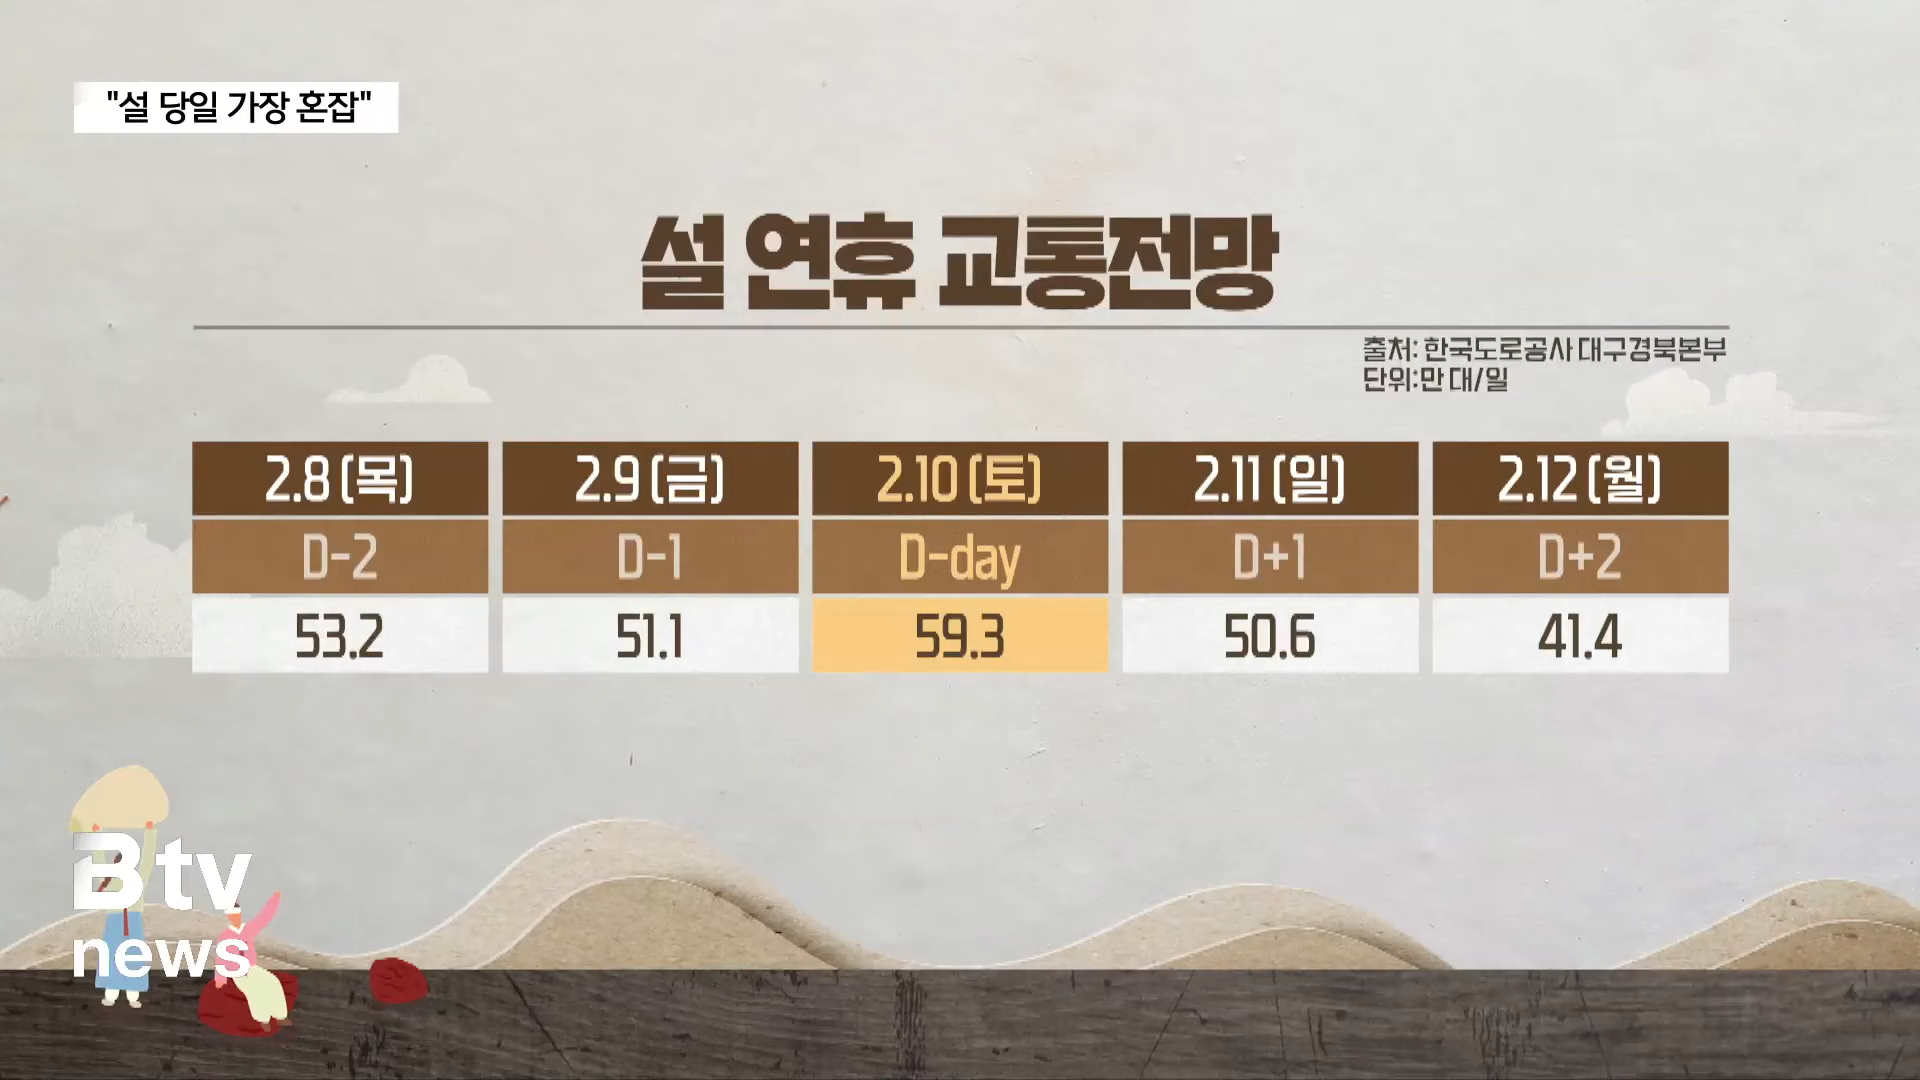 "설 당일 가장 혼잡"
설 연휴 교통전망
출처: 한국도로공사 대구경북본부
단위:만 대/일
2.8 (목) 2.9 (금) 2.10 (토) 2.11 (일) 2.12 (월)
D-2 D-1 D-day D+1 D+2
53.2 51.1 59.3 50.6 41.4
B tv
news